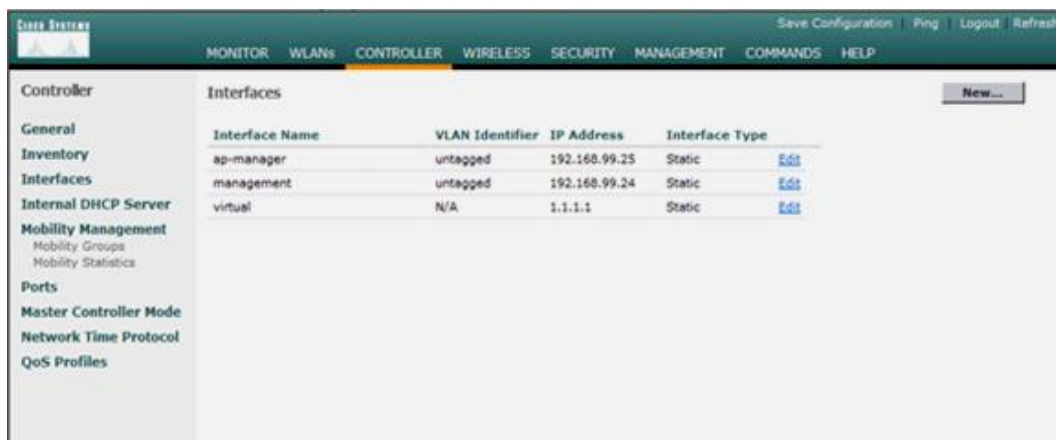 CISCO SYSTEMS
Save Configuration | Ping | Logout | Refresh
MONITOR WLANs CONTROLLER WIRELESS SECURITY MANAGEMENT COMMANDS HELP
Controller
General
Inventory
Interfaces
Internal DHCP Server
Mobility Management
Mobility Groups
Mobility Statistics
Ports
Master Controller Mode
Network Time Protocol
QoS Profiles
Interfaces
New...
Interface Name VLAN Identifier IP Address Interface Type
ap-manager untagged 192.168.99.25 Static Edit
management untagged 192.168.99.24 Static Edit
virtual N/A 1.1.1.1 Static Edit